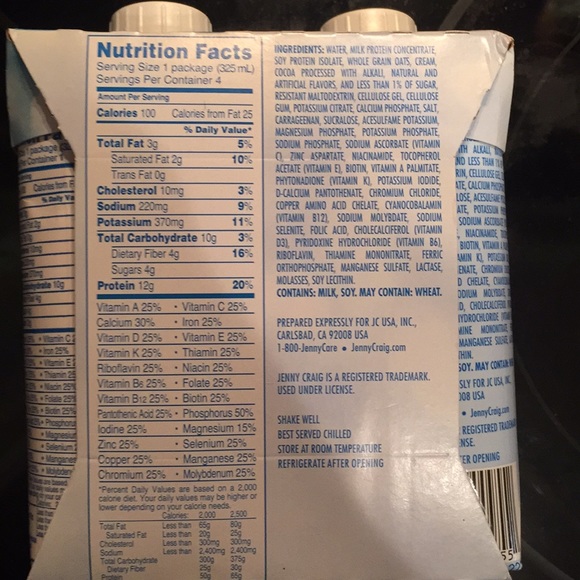 Nutrition Facts
Serving Size 1 package (325 mL)
Servings Per Container 4
Amount Per Serving
Calories 100 Calories from Fat 25
% Daily Value*
Total Fat 3g 5%
Saturated Fat 2g 10%
Trans Fat 0g
Cholesterol 10mg 3%
Sodium 220mg 9%
Potassium 370mg 11%
Total Carbohydrate 10g 3%
Dietary Fiber 4g 16%
Sugars 4g
Protein 12g 20%
Vitamin A 25% • Vitamin C 25%
Calcium 30% • Iron 25%
Vitamin D 25% • Vitamin E 25%
Vitamin K 25% • Thiamin 25%
Riboflavin 25% • Niacin 25%
Vitamin B6 25% • Folate 25%
Vitamin B12 25% • Biotin 25%
Pantothenic Acid 25% • Phosphorus 50%
Iodine 25% • Magnesium 15%
Zinc 25% • Selenium 25%
Copper 25% • Manganese 25%
Chromium 25% • Molybdenum 25%
*Percent Daily Values are based on a 2,000
calorie diet. Your daily values may be higher or
lower depending on your calorie needs.
Calories: 2,000 2,500
Total Fat Less than 65g 80g
Saturated Fat Less than 20g 25g
Cholesterol Less than 300mg 300mg
Sodium Less than 2,400mg 2,400mg
Total Carbohydrate 300g 375g
Dietary Fiber 25g 30g
Protein 50g 65g
INGREDIENTS: WATER, MILK PROTEIN CONCENTRATE,
SOY PROTEIN ISOLATE, WHOLE GRAIN OATS, CREAM,
COCOA PROCESSED WITH ALKALI, NATURAL AND
ARTIFICIAL FLAVORS, AND LESS THAN 1% OF SUGAR,
RESISTANT MALTODEXTRIN, CELLULOSE GEL, CELLULOSE
GUM, POTASSIUM CITRATE, CALCIUM PHOSPHATE, SALT,
CARRAGEENAN, SUCRALOSE, ACESULFAME POTASSIUM,
MAGNESIUM PHOSPHATE, POTASSIUM PHOSPHATE,
SODIUM PHOSPHATE, SODIUM ASCORBATE (VITAMIN
C), ZINC ASPARTATE, NIACINAMIDE, TOCOPHEROL
ACETATE (VITAMIN E), BIOTIN, VITAMIN A PALMITATE,
PHYTONADIONE (VITAMIN K), POTASSIUM IODIDE,
D-CALCIUM PANTOTHENATE, CHROMIUM CHLORIDE,
COPPER AMINO ACID CHELATE, CYANOCOBALAMIN
(VITAMIN B12), SODIUM MOLYBDATE, SODIUM
SELENITE, FOLIC ACID, CHOLECALCIFEROL (VITAMIN
D3), PYRIDOXINE HYDROCHLORIDE (VITAMIN B6),
RIBOFLAVIN, THIAMINE MONONITRATE, FERRIC
ORTHOPHOSPHATE, MANGANESE SULFATE, LACTASE,
MOLASSES, SOY LECITHIN.
CONTAINS: MILK, SOY. MAY CONTAIN: WHEAT.
PREPARED EXPRESSLY FOR JC USA, INC.,
CARLSBAD, CA 92008 USA
1-800-JennyCare • JennyCraig.com
JENNY CRAIG IS A REGISTERED TRADEMARK.
USED UNDER LICENSE.
SHAKE WELL
BEST SERVED CHILLED
STORE AT ROOM TEMPERATURE
REFRIGERATE AFTER OPENING